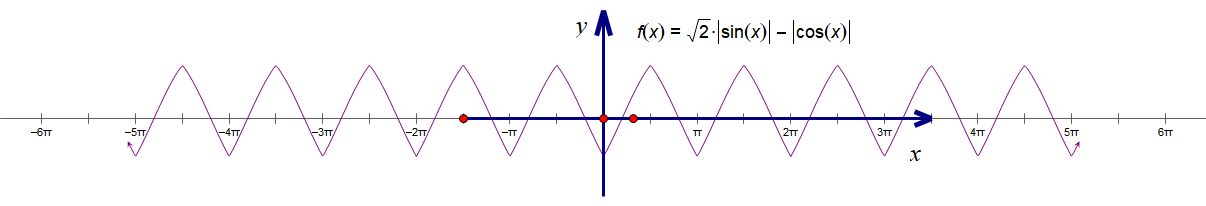 y
f(x) = √2·|sin(x)| − |cos(x)|
−6π −5π −4π −3π −2π −π π 2π 3π 4π 5π 6π
x